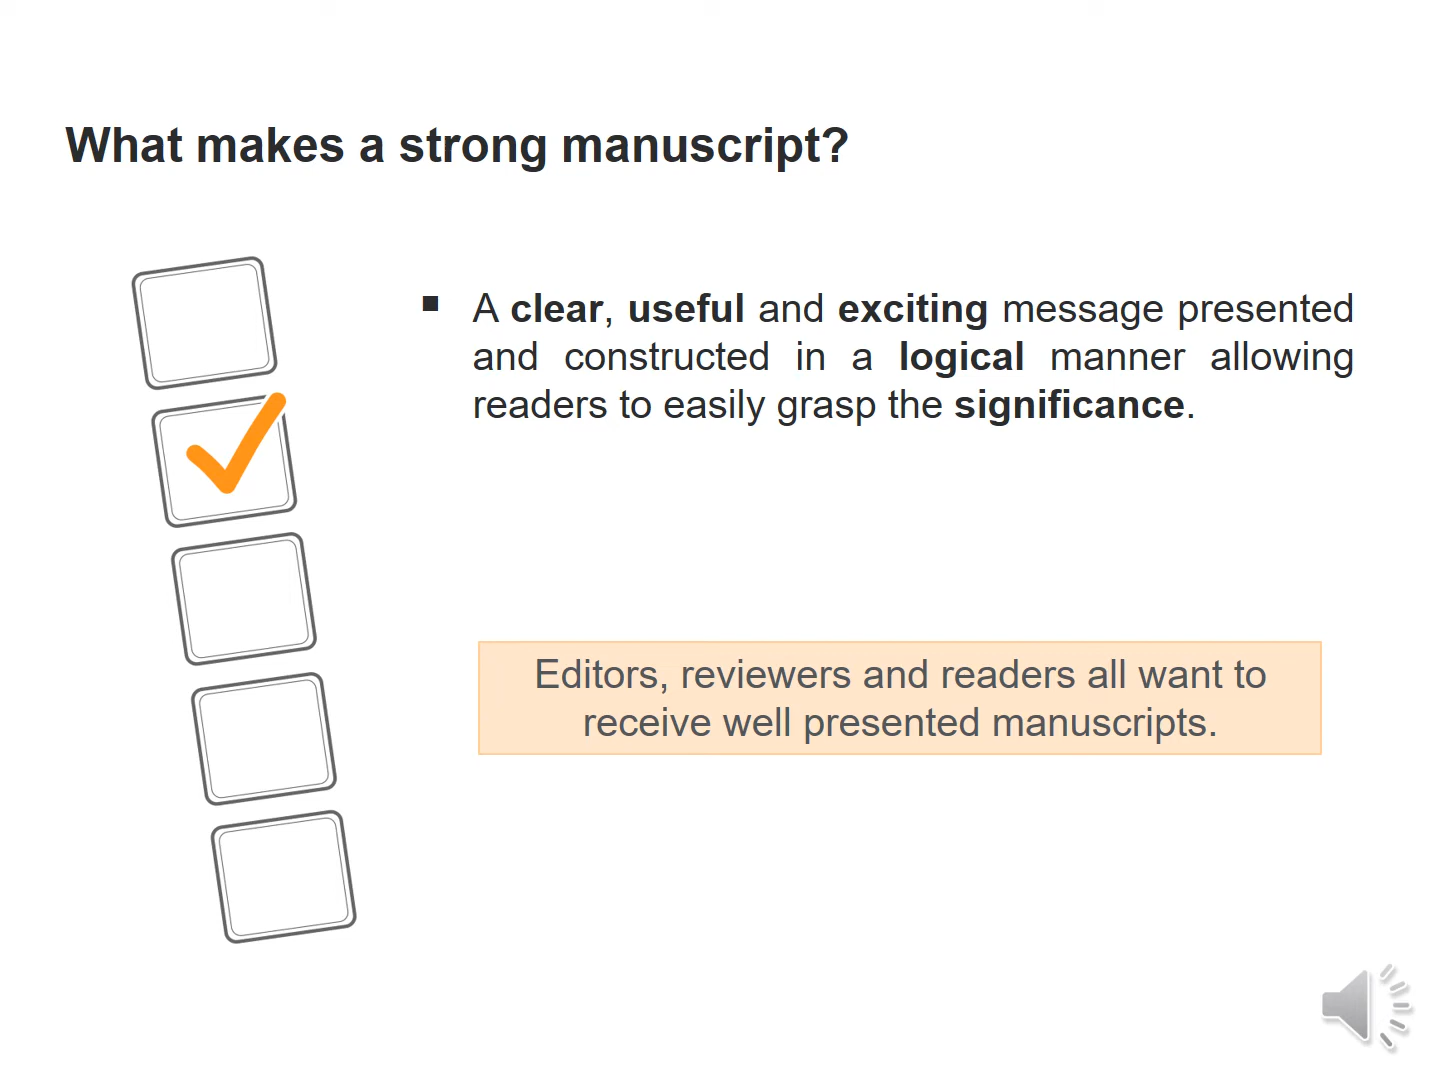 What makes a strong manuscript?
▪ A clear, useful and exciting message presented
and constructed in a logical manner allowing
readers to easily grasp the significance.
Editors, reviewers and readers all want to
receive well presented manuscripts.